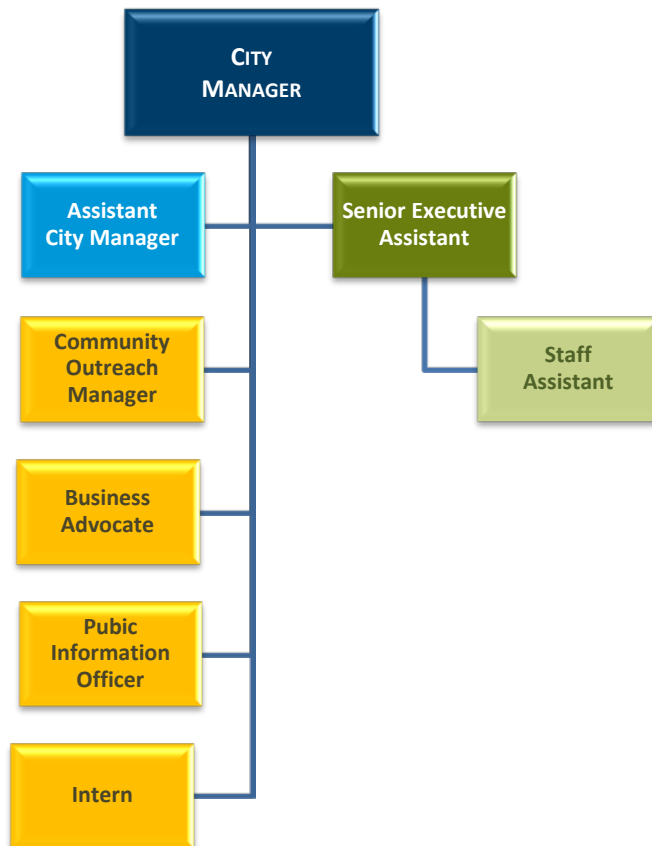 CITY
MANAGER
Assistant
City Manager
Senior Executive
Assistant
Community
Outreach
Manager
Staff
Assistant
Business
Advocate
Pubic
Information
Officer
Intern